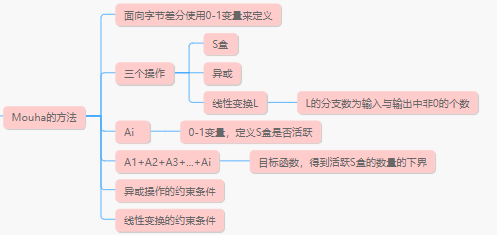 面向字节差分使用0-1变量来定义
S盒
三个操作
异或
线性变换L
L的分支数为输入与输出中非0的个数
Mouha的方法
Ai
0-1变量，定义S盒是否活跃
A1+A2+A3+...+Ai
目标函数，得到活跃S盒的数量的下界
异或操作的约束条件
线性变换的约束条件